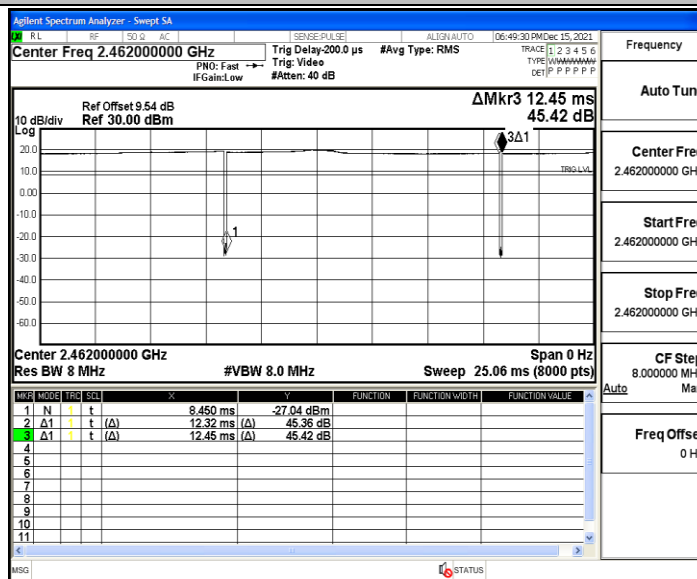 Agilent Spectrum Analyzer - Swept SA
RL RF 50 Ω AC SENSE:PULSE ALIGN AUTO 06:49:30 PM Dec 15, 2021
Center Freq 2.462000000 GHz
PNO: Fast
IFGain:Low
Trig Delay-200.0 µs
Trig: Video
#Atten: 40 dB
#Avg Type: RMS
TRACE 1 2 3 4 5 6
TYPE WWWWWW
DET P P P P P P
ΔMkr3 12.45 ms
45.42 dB
Ref Offset 9.54 dB
10 dB/div Ref 30.00 dBm
Log
3Δ1
20.0
10.0
TRIG LVL
0.00
-10.0
-20.0
1
-30.0
-40.0
-50.0
-60.0
Center 2.462000000 GHz Span 0 Hz
Res BW 8 MHz #VBW 8.0 MHz Sweep 25.06 ms (8000 pts)
MKR MODE TRC SCL X Y FUNCTION FUNCTION WIDTH FUNCTION VALUE
1 N 1 t 8.450 ms -27.04 dBm
2 Δ1 1 t (Δ) 12.32 ms (Δ) 45.36 dB
3 Δ1 1 t (Δ) 12.45 ms (Δ) 45.42 dB
4
5
6
7
8
9
10
11
MSG STATUS
Frequency
Auto Tun
Center Fre
2.462000000 GH
Start Fre
2.462000000 GH
Stop Fre
2.462000000 GH
CF Step
8.000000 MH
Auto Ma
Freq Offse
0 H